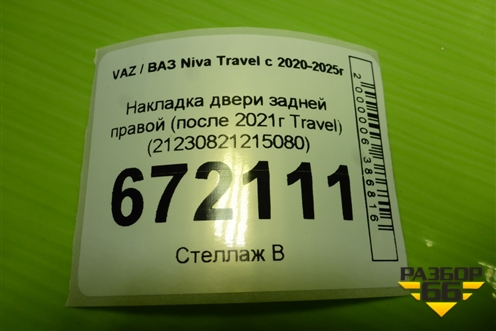 VAZ / ВАЗ Niva Travel с 2020-2025г
Накладка двери задней
правой (после 2021г Travel)
(21230821215080)
672111
Стеллаж В
2000006386816
РАЗБОР
66